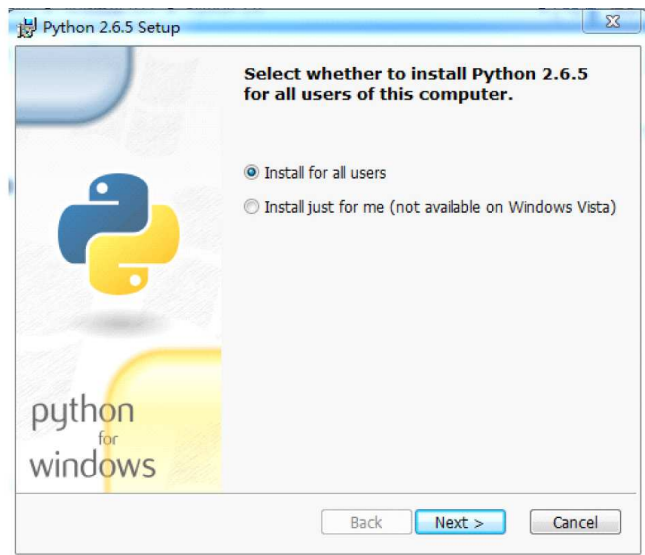 Python 2.6.5 Setup
Select whether to install Python 2.6.5
for all users of this computer.
Install for all users
Install just for me (not available on Windows Vista)
python
for
windows
Back
Next >
Cancel